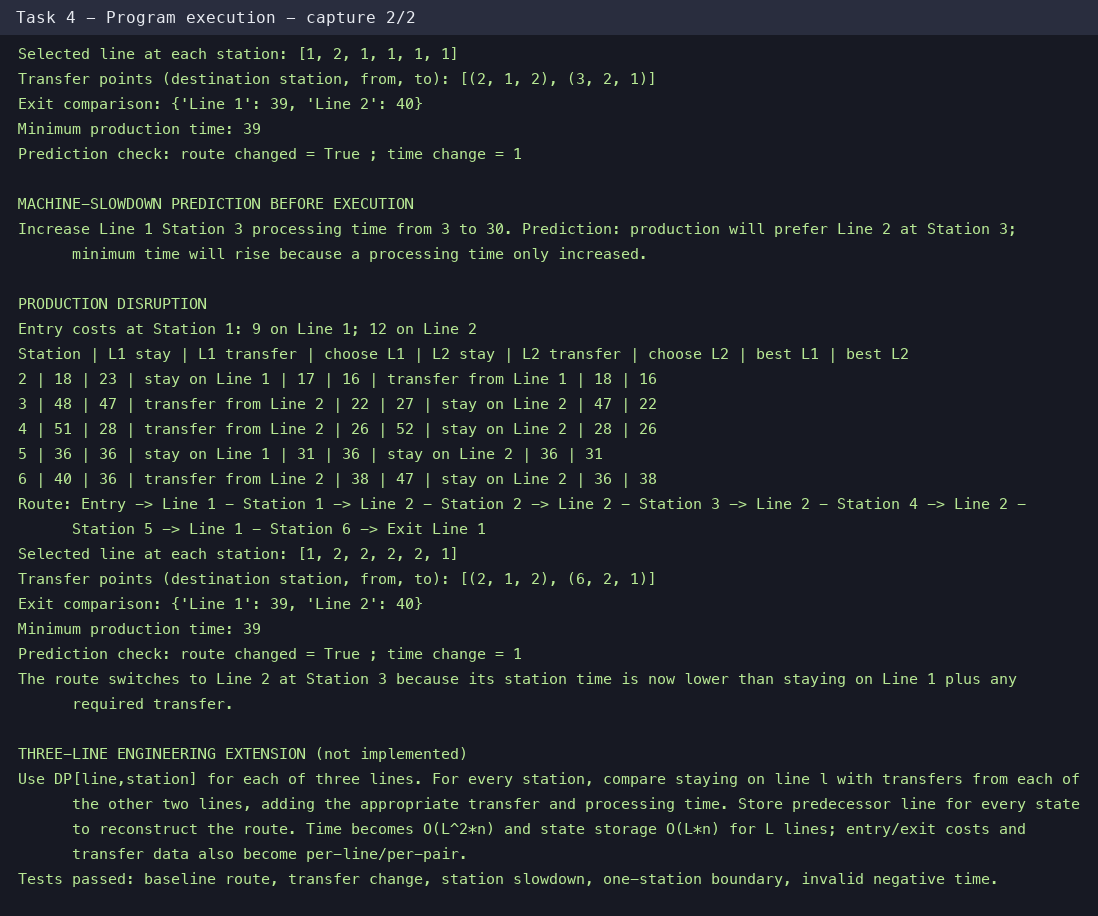 Task 4 – Program execution – capture 2/2
Selected line at each station: [1, 2, 1, 1, 1, 1]
Transfer points (destination station, from, to): [(2, 1, 2), (3, 2, 1)]
Exit comparison: {'Line 1': 39, 'Line 2': 40}
Minimum production time: 39
Prediction check: route changed = True ; time change = 1
MACHINE-SLOWDOWN PREDICTION BEFORE EXECUTION
Increase Line 1 Station 3 processing time from 3 to 30. Prediction: production will prefer Line 2 at Station 3;
minimum time will rise because a processing time only increased.
PRODUCTION DISRUPTION
Entry costs at Station 1: 9 on Line 1; 12 on Line 2
Station | L1 stay | L1 transfer | choose L1 | L2 stay | L2 transfer | choose L2 | best L1 | best L2
2 | 18 | 23 | stay on Line 1 | 17 | 16 | transfer from Line 1 | 18 | 16
3 | 48 | 47 | transfer from Line 2 | 22 | 27 | stay on Line 2 | 47 | 22
4 | 51 | 28 | transfer from Line 2 | 26 | 52 | stay on Line 2 | 28 | 26
5 | 36 | 36 | stay on Line 1 | 31 | 36 | stay on Line 2 | 36 | 31
6 | 40 | 36 | transfer from Line 2 | 38 | 47 | stay on Line 2 | 36 | 38
Route: Entry -> Line 1 - Station 1 -> Line 2 - Station 2 -> Line 2 - Station 3 -> Line 2 - Station 4 -> Line 2 -
Station 5 -> Line 1 - Station 6 -> Exit Line 1
Selected line at each station: [1, 2, 2, 2, 2, 1]
Transfer points (destination station, from, to): [(2, 1, 2), (6, 2, 1)]
Exit comparison: {'Line 1': 39, 'Line 2': 40}
Minimum production time: 39
Prediction check: route changed = True ; time change = 1
The route switches to Line 2 at Station 3 because its station time is now lower than staying on Line 1 plus any
required transfer.
THREE-LINE ENGINEERING EXTENSION (not implemented)
Use DP[line,station] for each of three lines. For every station, compare staying on line l with transfers from each of
the other two lines, adding the appropriate transfer and processing time. Store predecessor line for every state
to reconstruct the route. Time becomes O(L^2*n) and state storage O(L*n) for L lines; entry/exit costs and
transfer data also become per-line/per-pair.
Tests passed: baseline route, transfer change, station slowdown, one-station boundary, invalid negative time.